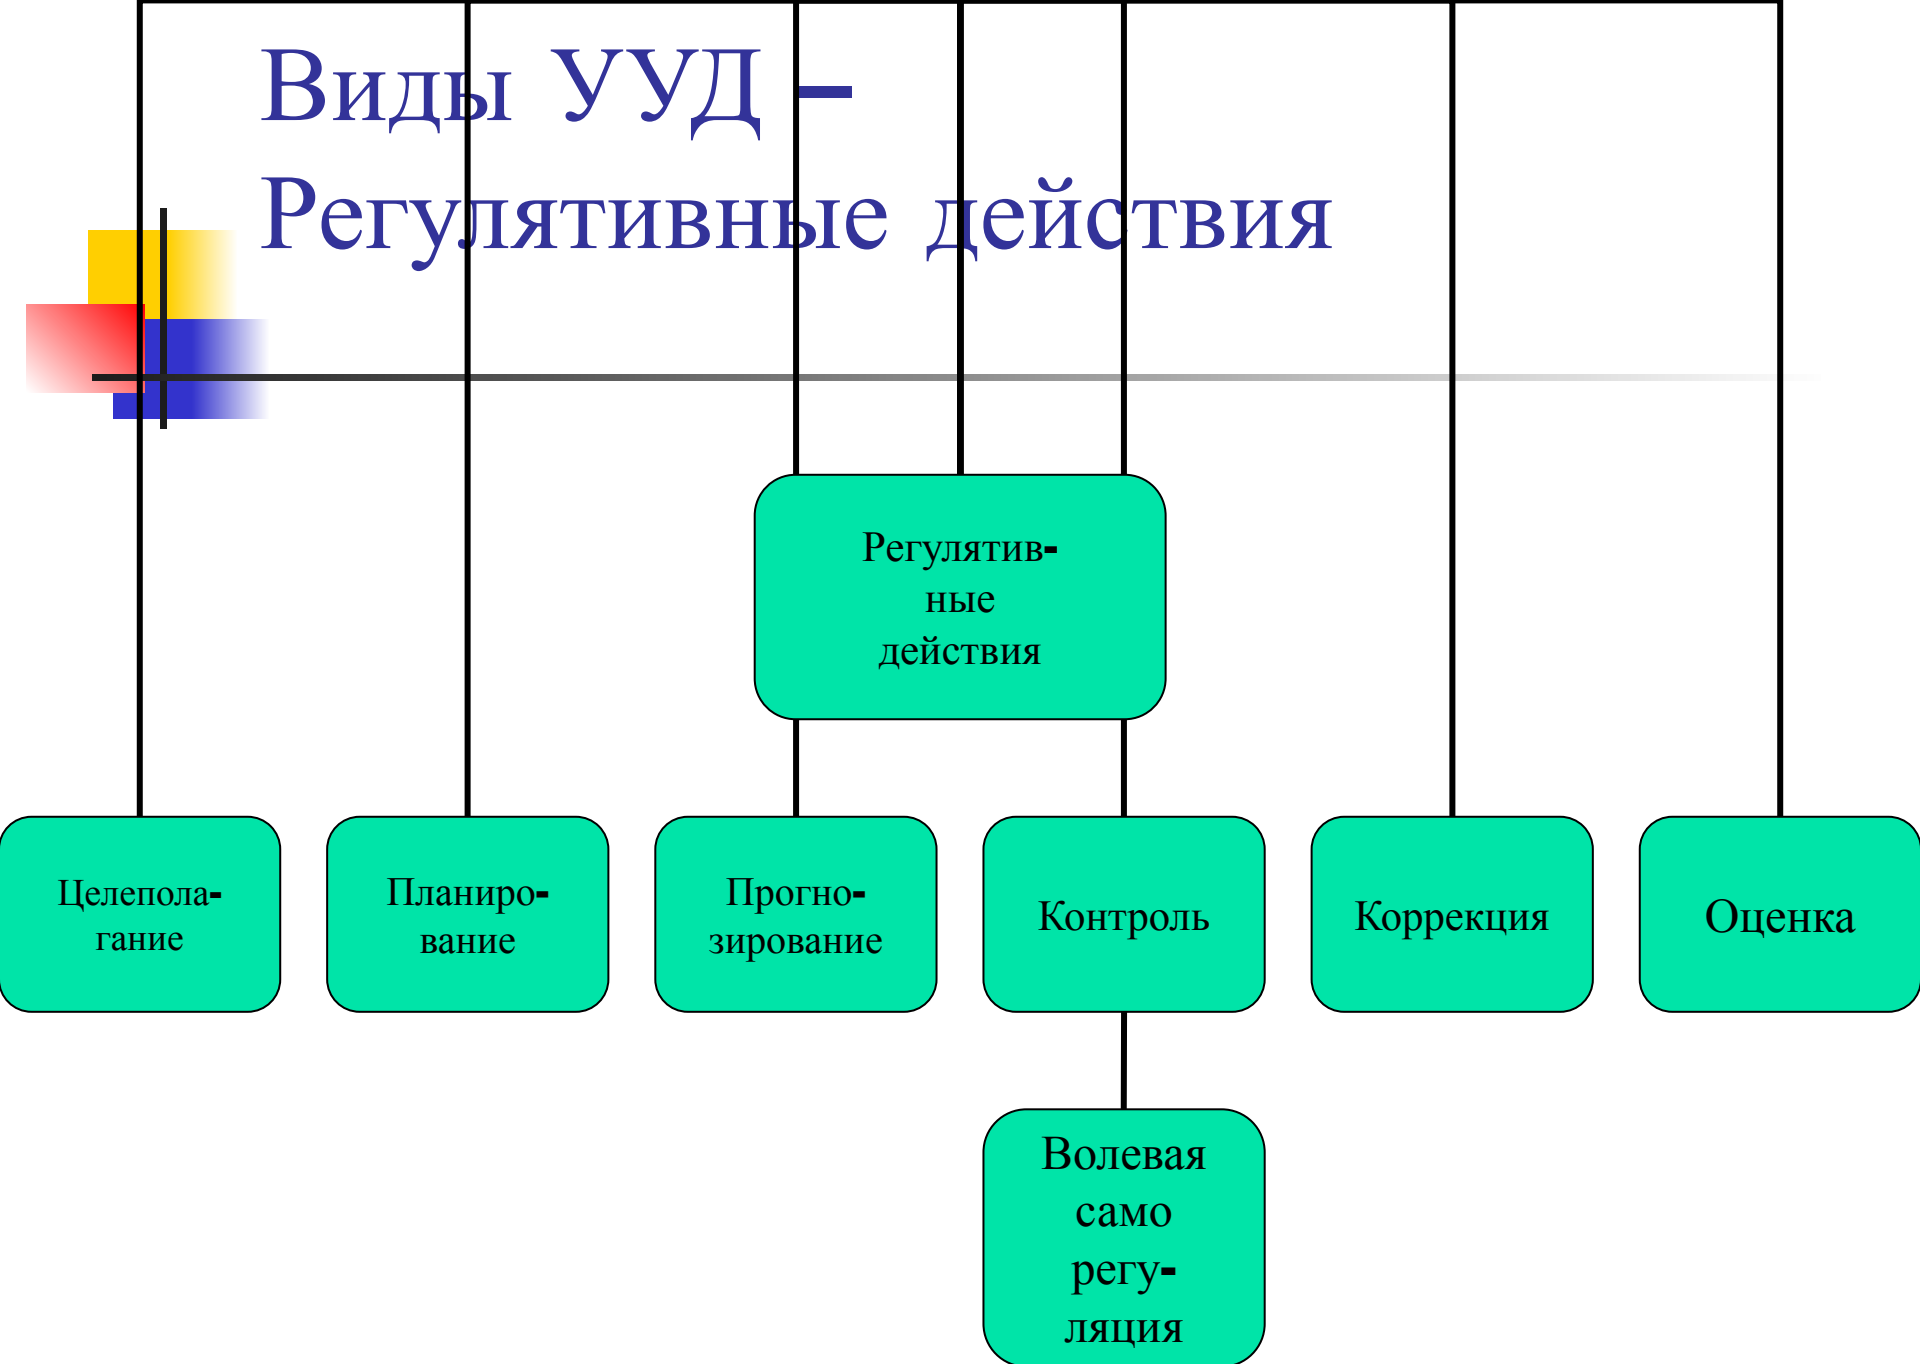 Виды УУД –
Регулятивные действия
Регулятив-
ные
действия
Целепола-
гание
Планиро-
вание
Прогно-
зирование
Контроль
Коррекция
Оценка
Волевая
само
регу-
ляция